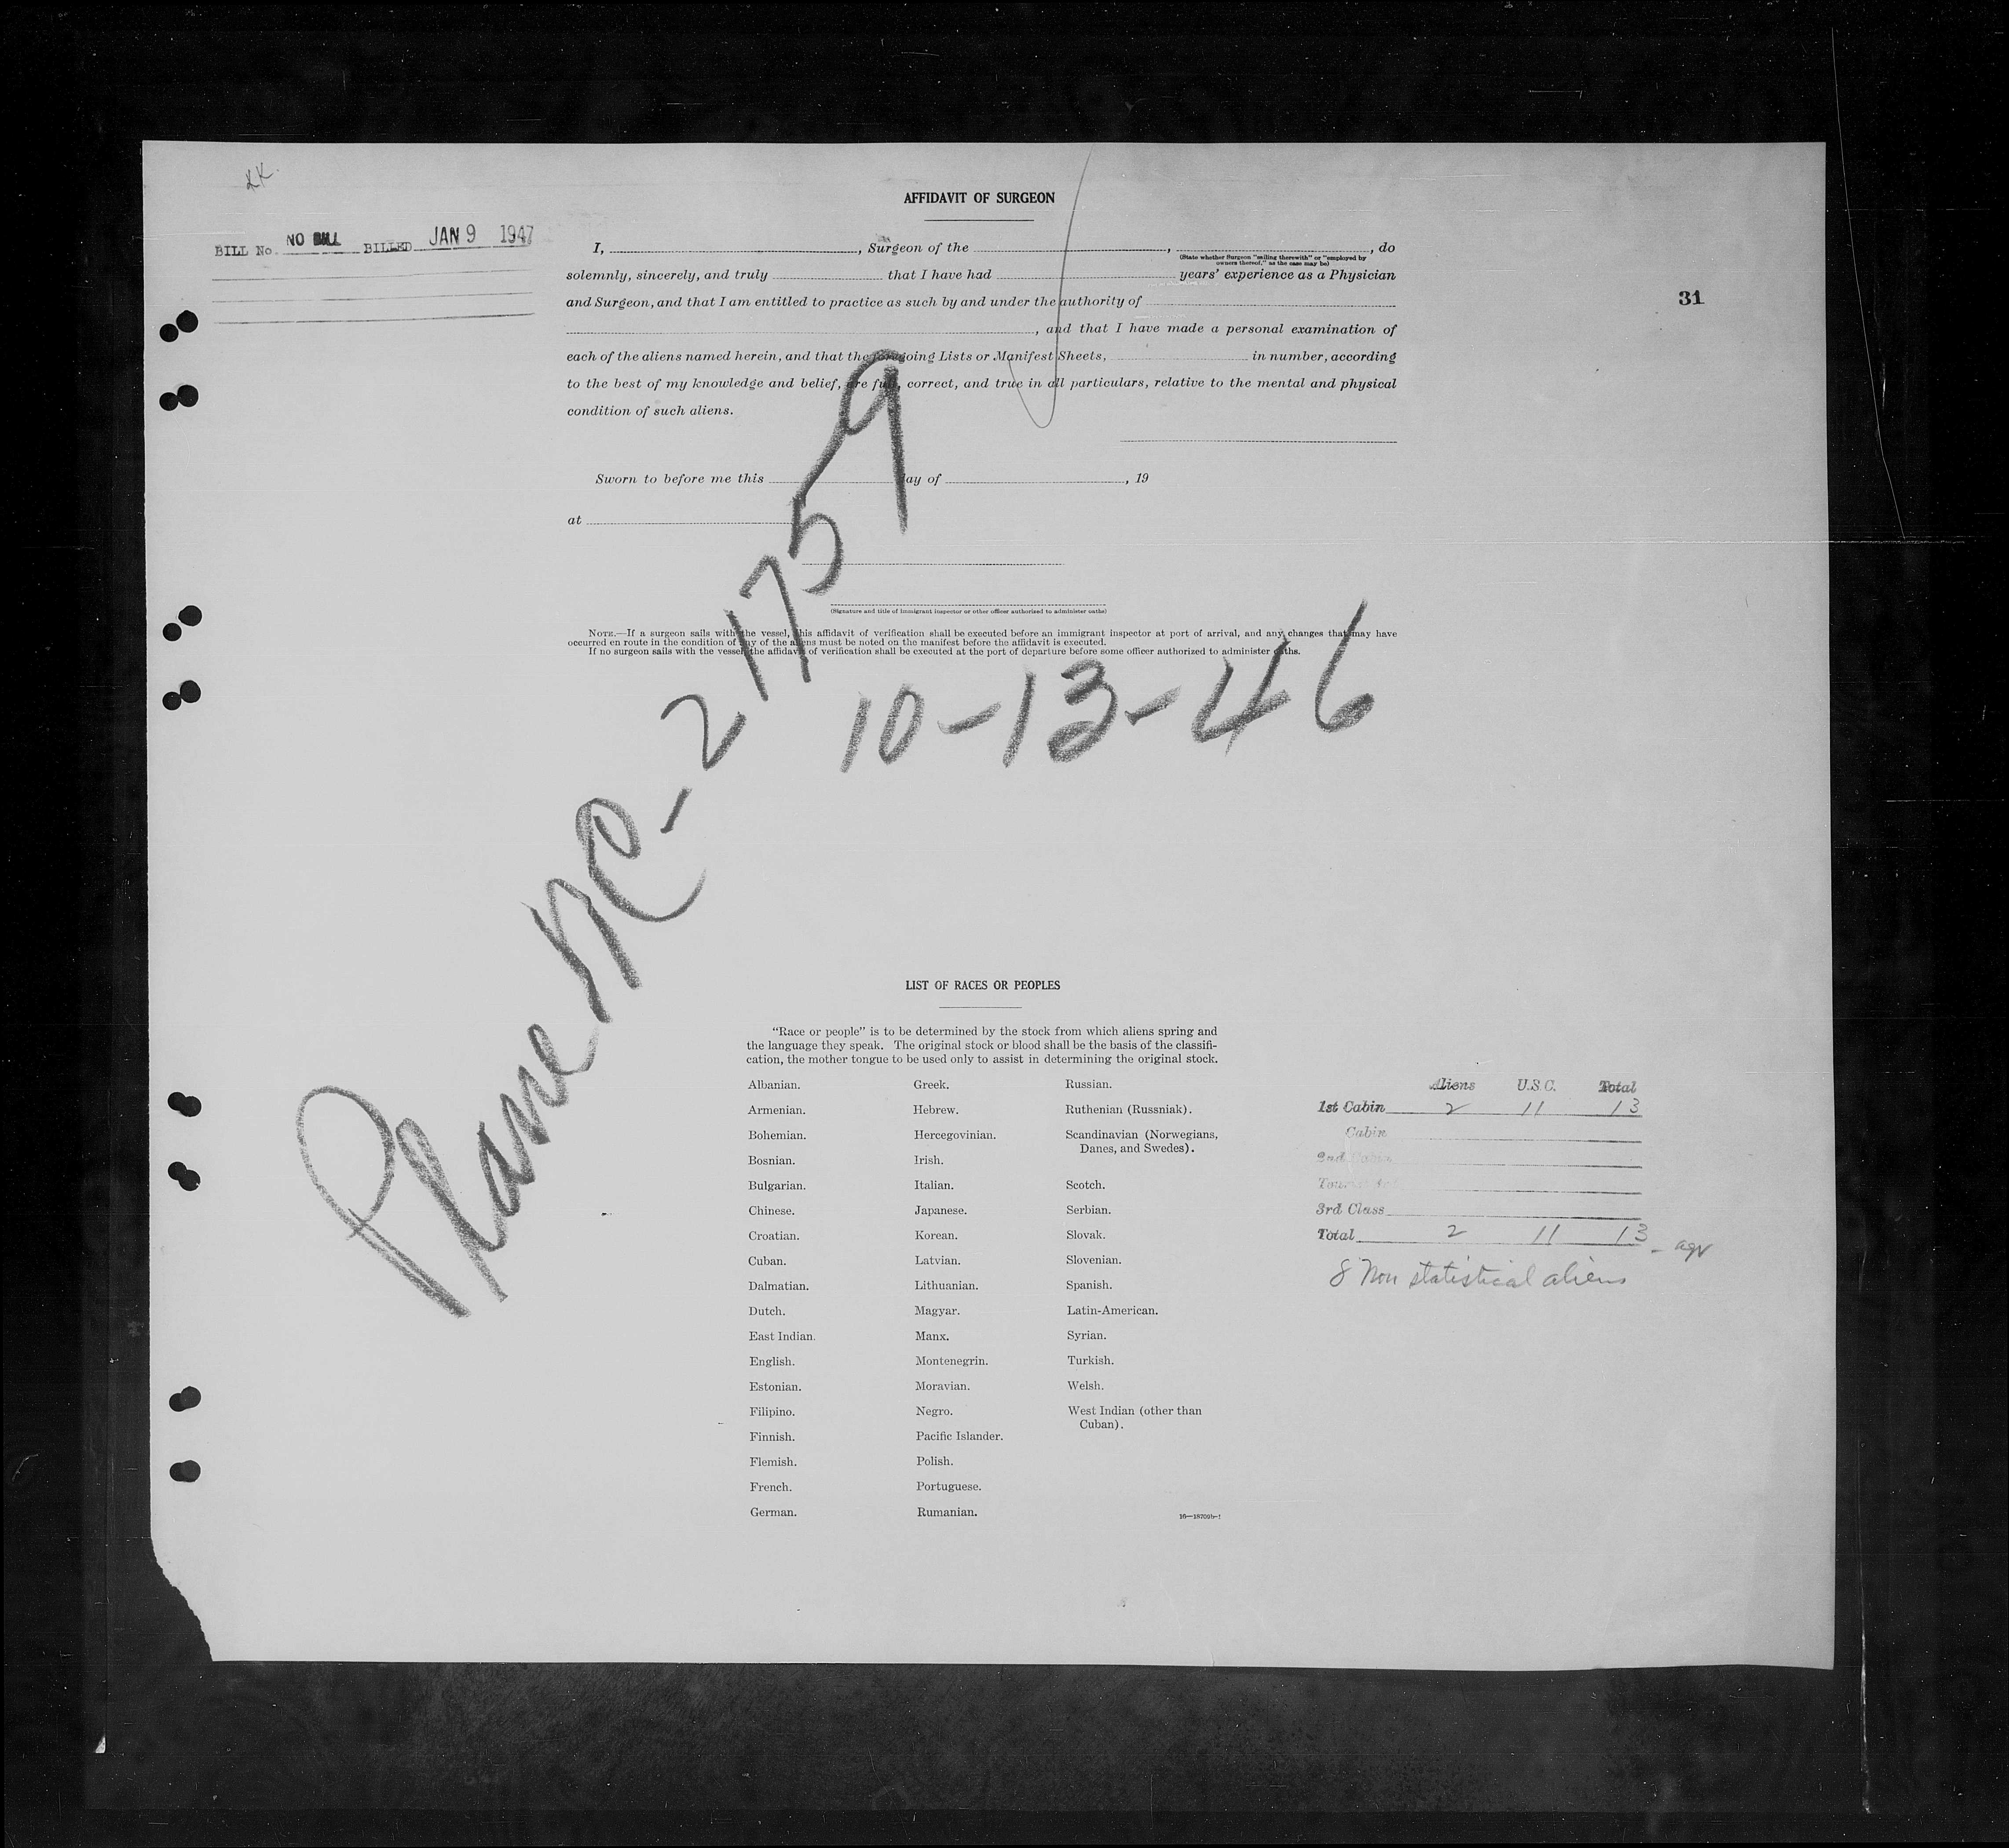 KK.
BILL No. NO BILL BILLED JAN 9 1947
31
AFFIDAVIT OF SURGEON
I, , Surgeon of the , , do
(State whether Surgeon "sailing therewith" or "employed by
owners thereof," as the case may be)
solemnly, sincerely, and truly that I have had years' experience as a Physician
and Surgeon, and that I am entitled to practice as such by and under the authority of
, and that I have made a personal examination of
each of the aliens named herein, and that the foregoing Lists or Manifest Sheets, in number, according
to the best of my knowledge and belief, are full, correct, and true in all particulars, relative to the mental and physical
condition of such aliens.
Sworn to before me this day of , 19
at
(Signature and title of immigrant inspector or other officer authorized to administer oaths)
NOTE.—If a surgeon sails with the vessel, this affidavit of verification shall be executed before an immigrant inspector at port of arrival, and any changes that may have
occurred en route in the condition of any of the aliens must be noted on the manifest before the affidavit is executed.
If no surgeon sails with the vessel, the affidavit of verification shall be executed at the port of departure before some officer authorized to administer oaths.
Plane NC-21759
10-13-46
LIST OF RACES OR PEOPLES
"Race or people" is to be determined by the stock from which aliens spring and
the language they speak. The original stock or blood shall be the basis of the classifi-
cation, the mother tongue to be used only to assist in determining the original stock.
Albanian.
Armenian.
Bohemian.
Bosnian.
Bulgarian.
Chinese.
Croatian.
Cuban.
Dalmatian.
Dutch.
East Indian.
English.
Estonian.
Filipino.
Finnish.
Flemish.
French.
German.
Greek.
Hebrew.
Hercegovinian.
Irish.
Italian.
Japanese.
Korean.
Latvian.
Lithuanian.
Magyar.
Manx.
Montenegrin.
Moravian.
Negro.
Pacific Islander.
Polish.
Portuguese.
Rumanian.
Russian.
Ruthenian (Russniak).
Scandinavian (Norwegians,
Danes, and Swedes).
Scotch.
Serbian.
Slovak.
Slovenian.
Spanish.
Latin-American.
Syrian.
Turkish.
Welsh.
West Indian (other than
Cuban).
16—18709b-1
Aliens U.S.C. Total
1st Cabin 2 11 13
Cabin
2nd Cabin
3rd Class
Total 2 11 13
8 Non statistical aliens